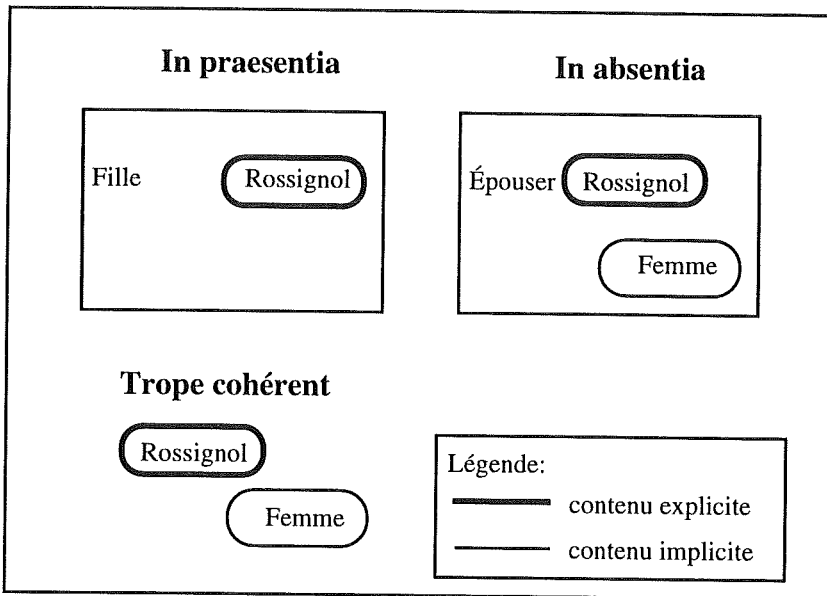 In praesentia
In absentia
Fille
Rossignol
Épouser Rossignol
Femme
Trope cohérent
Rossignol
Femme
Légende:
contenu explicite
contenu implicite